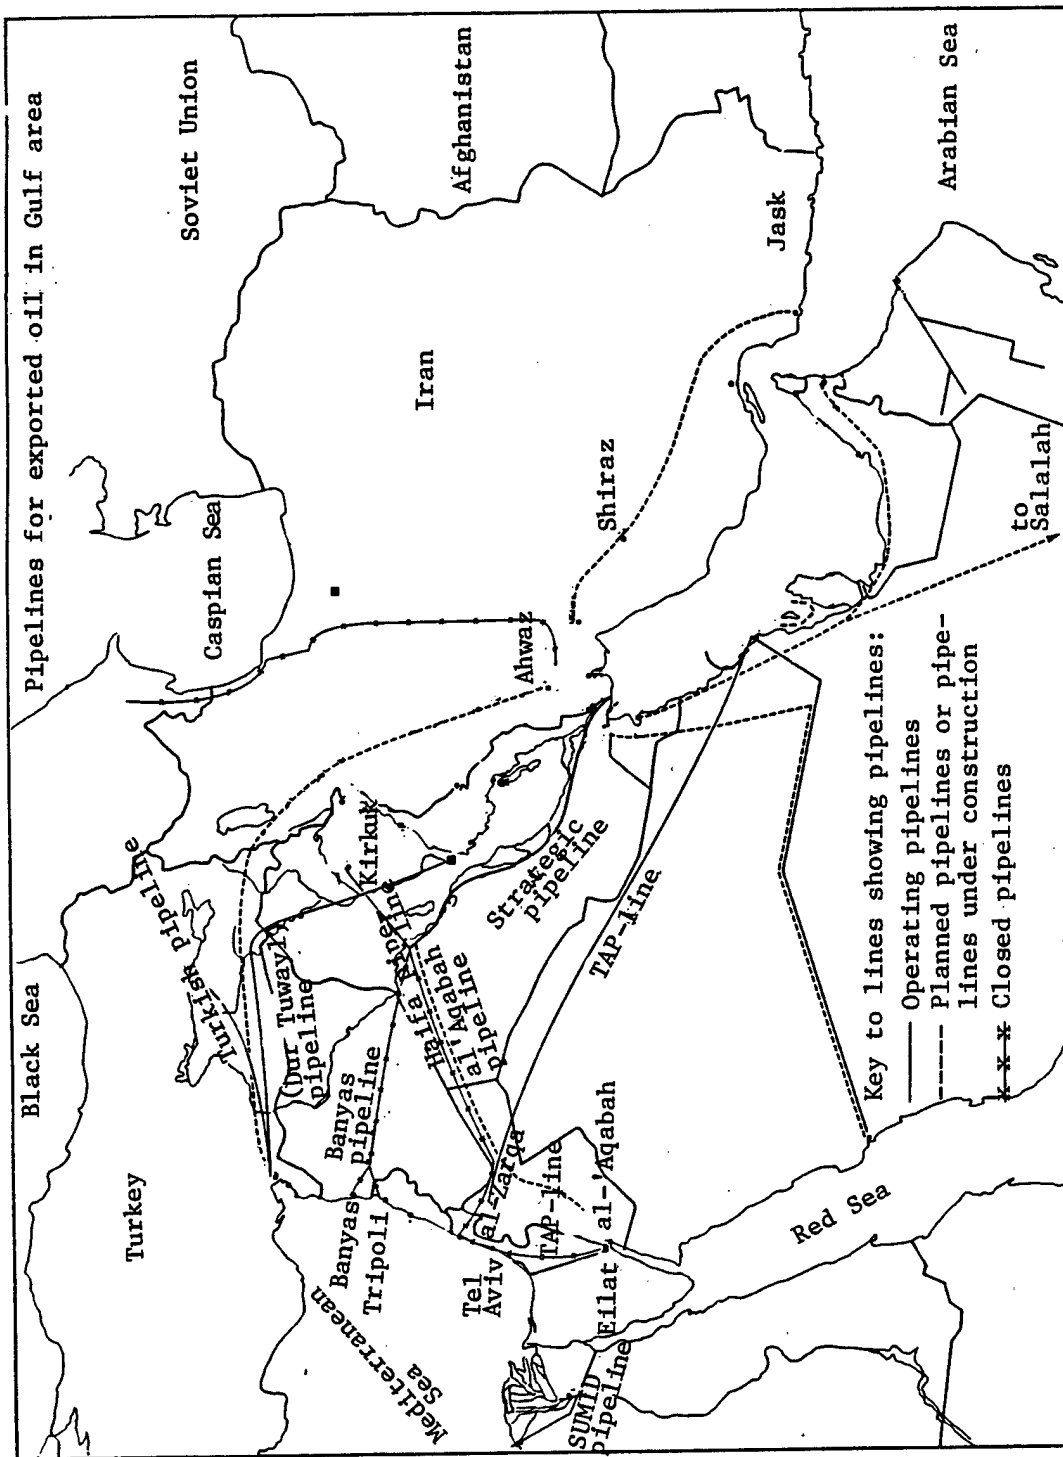 Pipelines for exported oil in Gulf area
Black Sea
Caspian Sea
Soviet Union
Turkey
Turkish pipeline
Iran
Afghanistan
(Dur Tuwayl)
pipeline
Kirkuk
Banyas
pipeline
Banyas
Tripoli
Mediterranean
Sea
Haifa pipeline
al'Aqabah
pipeline
Ahwaz
Shiraz
Strategic
pipeline
Tel
Aviv
al-Zarqa
TAP-line
TAP-line
Eilat
al-'Aqabah
SUMID
pipeline
Jask
Arabian Sea
Red Sea
to
Salalah
Key to lines showing pipelines:
Operating pipelines
Planned pipelines or pipe-
lines under construction
Closed pipelines